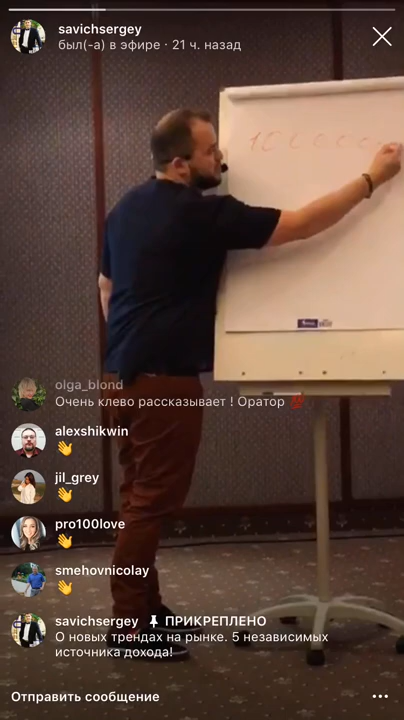 savichsergey
был(-а) в эфире · 21 ч. назад
olga_blond
Очень клево рассказывает ! Оратор 💯
alexshikwin
👋
jil_grey
👋
pro100love
👋
smehovnicolay
👋
savichsergey ПРИКРЕПЛЕНО
О новых трендах на рынке. 5 независимых
источника дохода!
Отправить сообщение